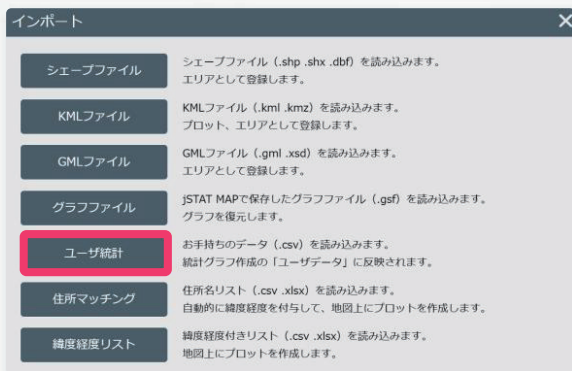 インポート
シェープファイル
シェープファイル（.shp .shx .dbf）を読み込みます。
エリアとして登録します。
KMLファイル
KMLファイル（.kml .kmz）を読み込みます。
プロット、エリアとして登録します。
GMLファイル
GMLファイル（.gml .xsd）を読み込みます。
エリアとして登録します。
グラフファイル
jSTAT MAPで保存したグラフファイル（.gsf）を読み込みます。
グラフを復元します。
ユーザ統計
お手持ちのデータ（.csv）を読み込みます。
統計グラフ作成の「ユーザデータ」に反映されます。
住所マッチング
住所名リスト（.csv .xlsx）を読み込みます。
自動的に緯度経度を付与して、地図上にプロットを作成します。
緯度経度リスト
緯度経度付きリスト（.csv .xlsx）を読み込みます。
地図上にプロットを作成します。